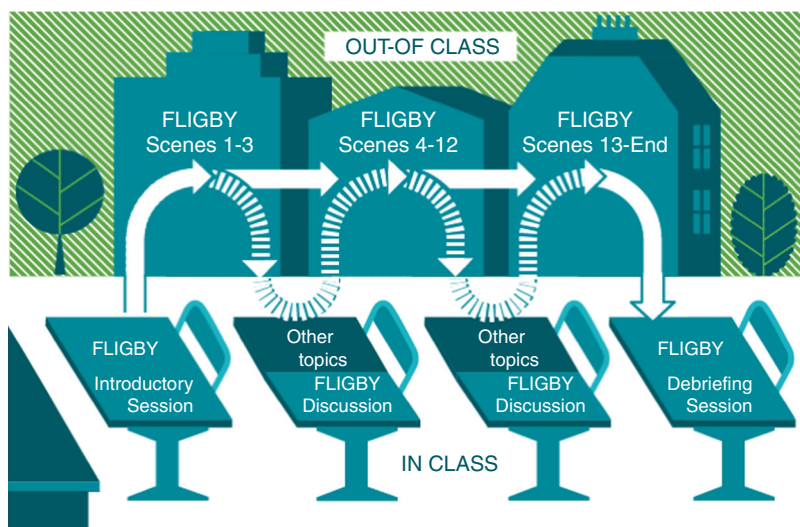 OUT-OF CLASS
FLIGBY
Scenes 1-3
FLIGBY
Scenes 4-12
FLIGBY
Scenes 13-End
FLIGBY
Introductory
Session
Other
topics
FLIGBY
Discussion
Other
topics
FLIGBY
Discussion
FLIGBY
Debriefing
Session
IN CLASS